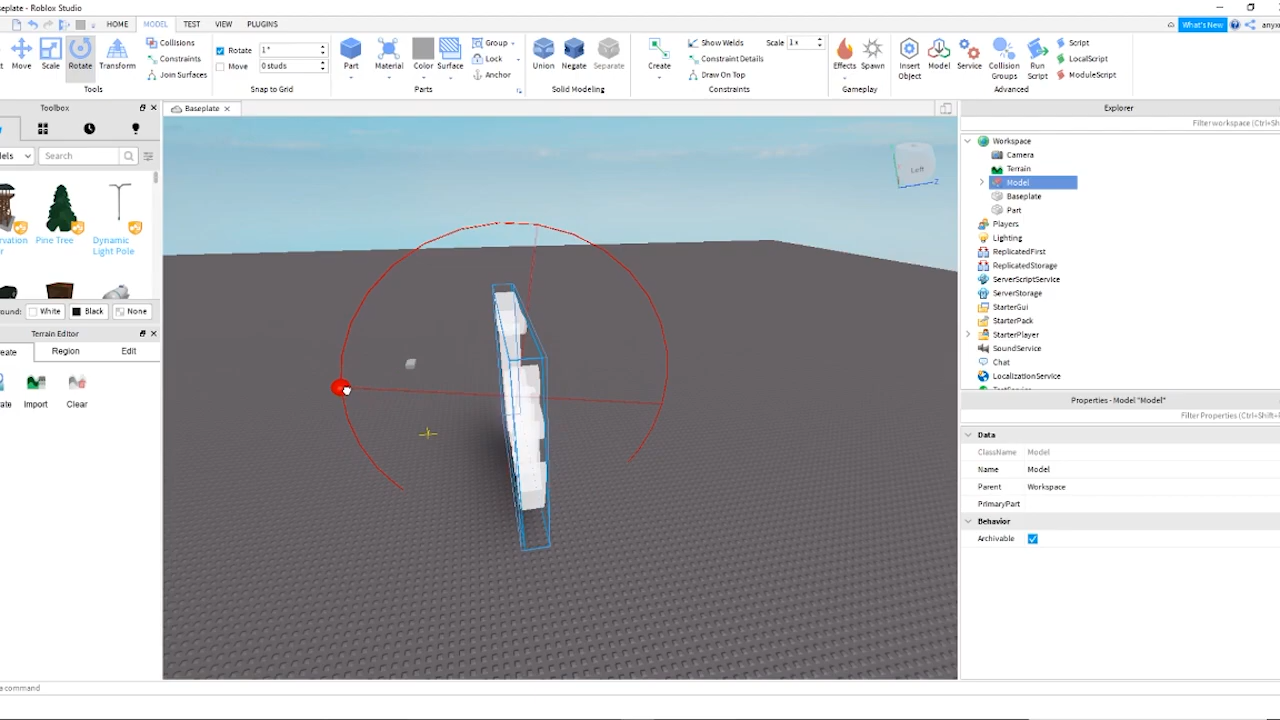 aseplate - Roblox Studio
HOME MODEL TEST VIEW PLUGINS
What's New
Move Scale Rotate Transform
Collisions
Constraints
Join Surfaces
Tools
Rotate 1°
Move 0 studs
Snap to Grid
Part Material Color Surface
Group
Lock
Anchor
Parts
Union Negate Separate
Solid Modeling
Create
Show Welds Scale 1x
Constraint Details
Draw On Top
Constraints
Effects Spawn
Gameplay
Insert Object
Model
Service
Collision Groups
Run Script
Script
LocalScript
ModuleScript
Advanced
Toolbox
dels Search
rvation
r
Pine Tree
Dynamic Light Pole
ound: White Black None
Terrain Editor
reate Region Edit
rate Import Clear
Baseplate
Left
Z
Explorer
Filter workspace (Ctrl+Sh
Workspace
Camera
Terrain
Model
Baseplate
Part
Players
Lighting
ReplicatedFirst
ReplicatedStorage
ServerScriptService
ServerStorage
StarterGui
StarterPack
StarterPlayer
SoundService
Chat
LocalizationService
Properties - Model "Model"
Filter Properties (Ctrl+Shift+
Data
ClassName Model
Name Model
Parent Workspace
PrimaryPart
Behavior
Archivable
a command